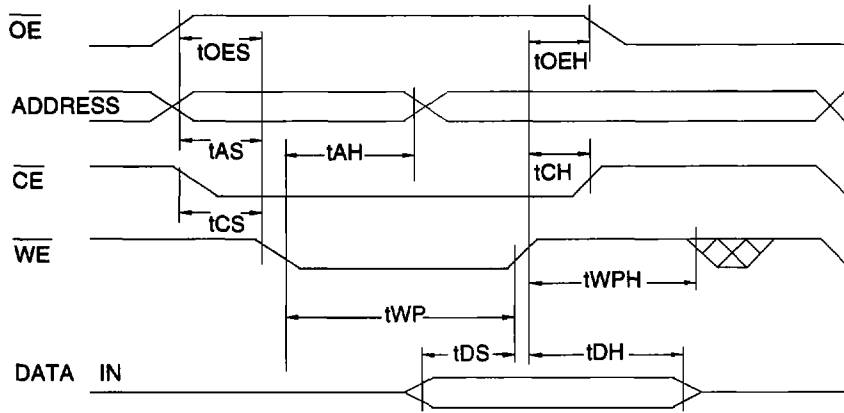 OE
tOES
tOEH
ADDRESS
tAS
tAH
tCH
CE
tCS
WE
tWPH
tWP
tDS
tDH
DATA IN